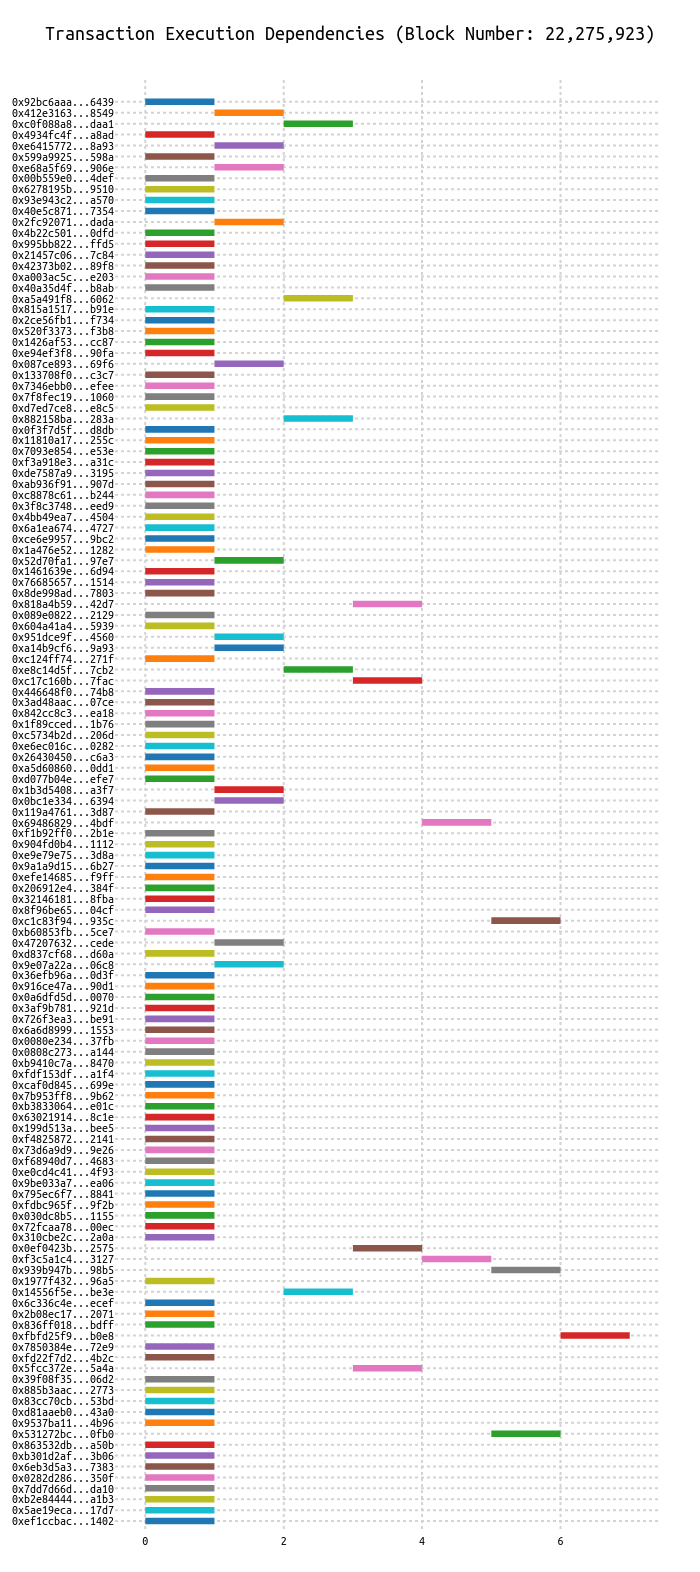 Transaction Execution Dependencies (Block Number: 22,275,923)
0x92bc6aaa...6439
0x412e3163...8549
0xc0f088a8...daa1
0x4934fc4f...a8ad
0xe6415772...8a93
0x599a9925...598a
0xe68a5f69...906e
0x00b559e0...4def
0x6278195b...9510
0x93e943c2...a570
0x40e5c871...7354
0x2fc92071...dada
0x4b22c501...0dfd
0x995bb822...ffd5
0x21457c06...7c84
0x42373b02...89f8
0xa003ac5c...e203
0x40a35d4f...b8ab
0xa5a491f8...6062
0x815a1517...b91e
0x2ce56fb1...f734
0x520f3373...f3b8
0x1426af53...cc87
0xe94ef3f8...90fa
0x087ce893...69f6
0x133708f0...c3c7
0x7346ebb0...efee
0x7f8fec19...1060
0xd7ed7ce8...e8c5
0x882158ba...283a
0x0f3f7d5f...d8db
0x11810a17...255c
0x7093e854...e53e
0xf3a918e3...a31c
0xde7587a9...3195
0xab936f91...907d
0xc8878c61...b244
0x3f8c3748...eed9
0x4bb49ea7...4504
0x6a1ea674...4727
0xce6e9957...9bc2
0x1a476e52...1282
0x52d70fa1...97e7
0x1461639e...6d94
0x76685657...1514
0x8de998ad...7803
0x818a4b59...42d7
0x089e0822...2129
0x604a41a4...5939
0x951dce9f...4560
0xa14b9cf6...9a93
0xc124ff74...271f
0xe8c14d5f...7cb2
0xc17c160b...7fac
0x446648f0...74b8
0x3ad48aac...07ce
0x842cc8c3...ea18
0x1f89cced...1b76
0xc5734b2d...206d
0xe6ec016c...0282
0x26430450...c6a3
0xa5d60860...0dd1
0xd077b04e...efe7
0x1b3d5408...a3f7
0x0bc1e334...6394
0x119a4761...3d87
0x69486829...4bdf
0xf1b92ff0...2b1e
0x904fd0b4...1112
0xe9e79e75...3d8a
0x9a1a9d15...6b27
0xefe14685...f9ff
0x206912e4...384f
0x32146181...8fba
0x8f96be65...04cf
0xc1c83f94...935c
0xb60853fb...5ce7
0x47207632...cede
0xd837cf68...d60a
0x9e07a22a...06c8
0x36efb96a...0d3f
0x916ce47a...90d1
0x0a6dfd5d...0070
0x3af9b781...921d
0x726f3ea3...be91
0x6a6d8999...1553
0x0080e234...37fb
0x0808c273...a144
0xb9410c7a...8470
0xfdf153df...a1f4
0xcaf0d845...699e
0x7b953ff8...9b62
0xb3833064...e01c
0x63021914...8c1e
0x199d513a...bee5
0xf4825872...2141
0x73d6a9d9...9e26
0xf68940d7...4683
0xe0cd4c41...4f93
0x9be033a7...ea06
0x795ec6f7...8841
0xfdbc965f...9f2b
0x030dc8b5...1155
0x72fcaa78...00ec
0x310cbe2c...2a0a
0x0ef0423b...2575
0xf3c5a1c4...3127
0x939b947b...98b5
0x1977f432...96a5
0x14556f5e...be3e
0x6c336c4e...ecef
0x2b08ec17...2071
0x836ff018...bdff
0xfbfd25f9...b0e8
0x7850384e...72e9
0xfd22f7d2...4b2c
0x5fcc372e...5a4a
0x39f08f35...06d2
0x885b3aac...2773
0x83cc70cb...53bd
0xd81aaeb0...43a0
0x9537ba11...4b96
0x531272bc...0fb0
0x863532db...a50b
0xb301d2af...3b06
0x6eb3d5a3...7383
0x0282d286...350f
0x7dd7d66d...da10
0xb2e84444...a1b3
0x5ae19eca...17d7
0xef1ccbac...1402
0 2 4 6